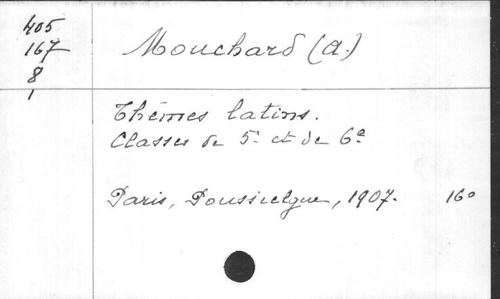 405
167
8
1
Mouchard (A.)
Thèmes latins.
Classes de 5e et de 6e
Paris, Poussielgue, 1907. 16o